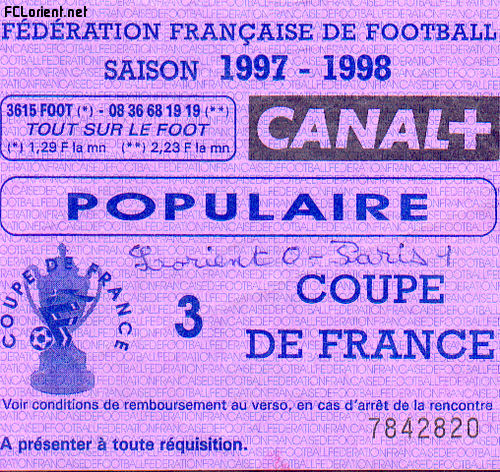 FCLorient.net
FÉDÉRATION FRANÇAISE DE FOOTBALL
SAISON 1997 - 1998
3615 FOOT (*) - 08 36 68 19 19 (**)
TOUT SUR LE FOOT
(*) 1,29 F la mn (**) 2,23 F la mn
CANAL+
POPULAIRE
Lorient 0 - Paris 1
COUPE DE FRANCE
3
COUPE
DE FRANCE
Voir conditions de remboursement au verso, en cas d'arrêt de la rencontre
7842820
A présenter à toute réquisition.